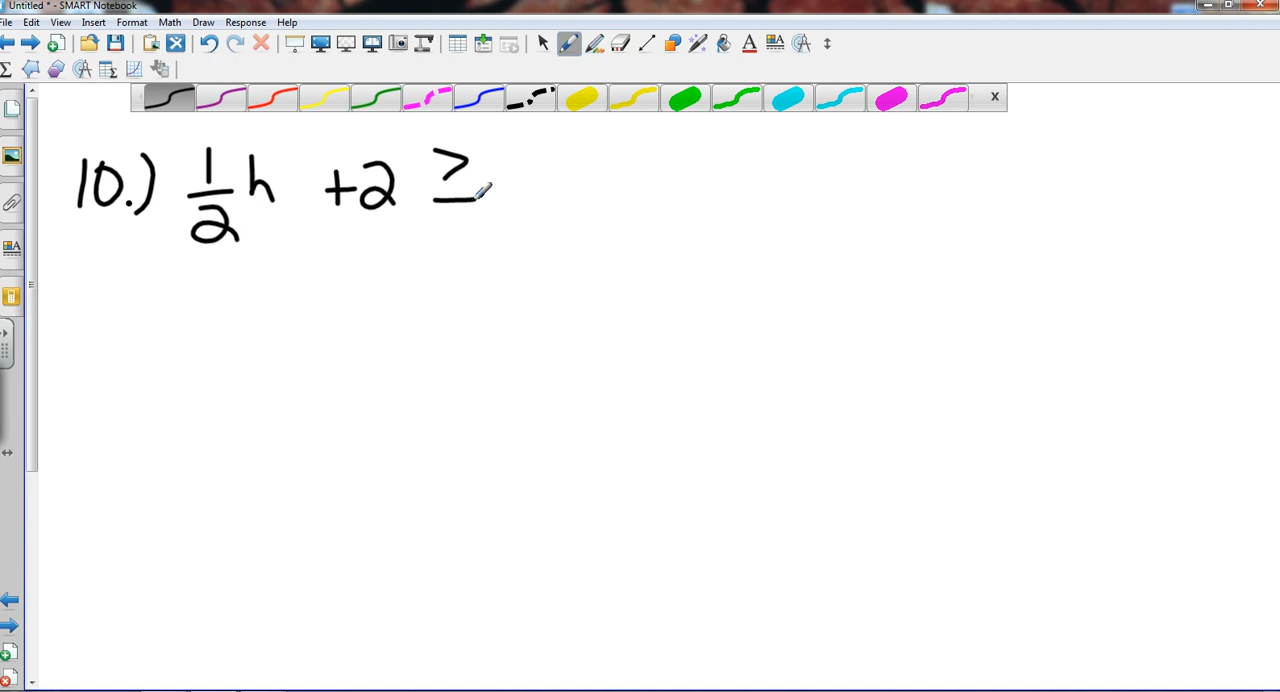 Untitled * - SMART Notebook
File Edit View Insert Format Math Draw Response Help
10.) 1/2 h + 2 ≥